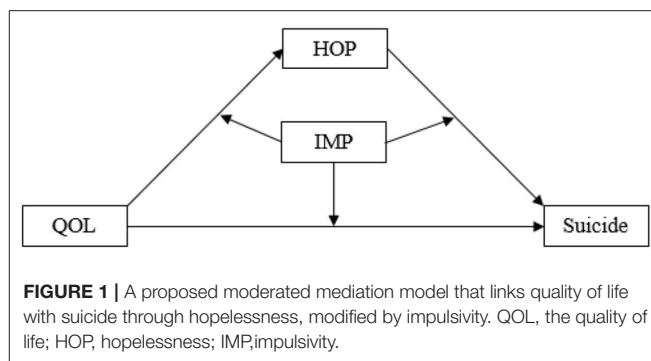 HOP
IMP
QOL
Suicide
FIGURE 1 | A proposed moderated mediation model that links quality of life
with suicide through hopelessness, modified by impulsivity. QOL, the quality of
life; HOP, hopelessness; IMP,impulsivity.